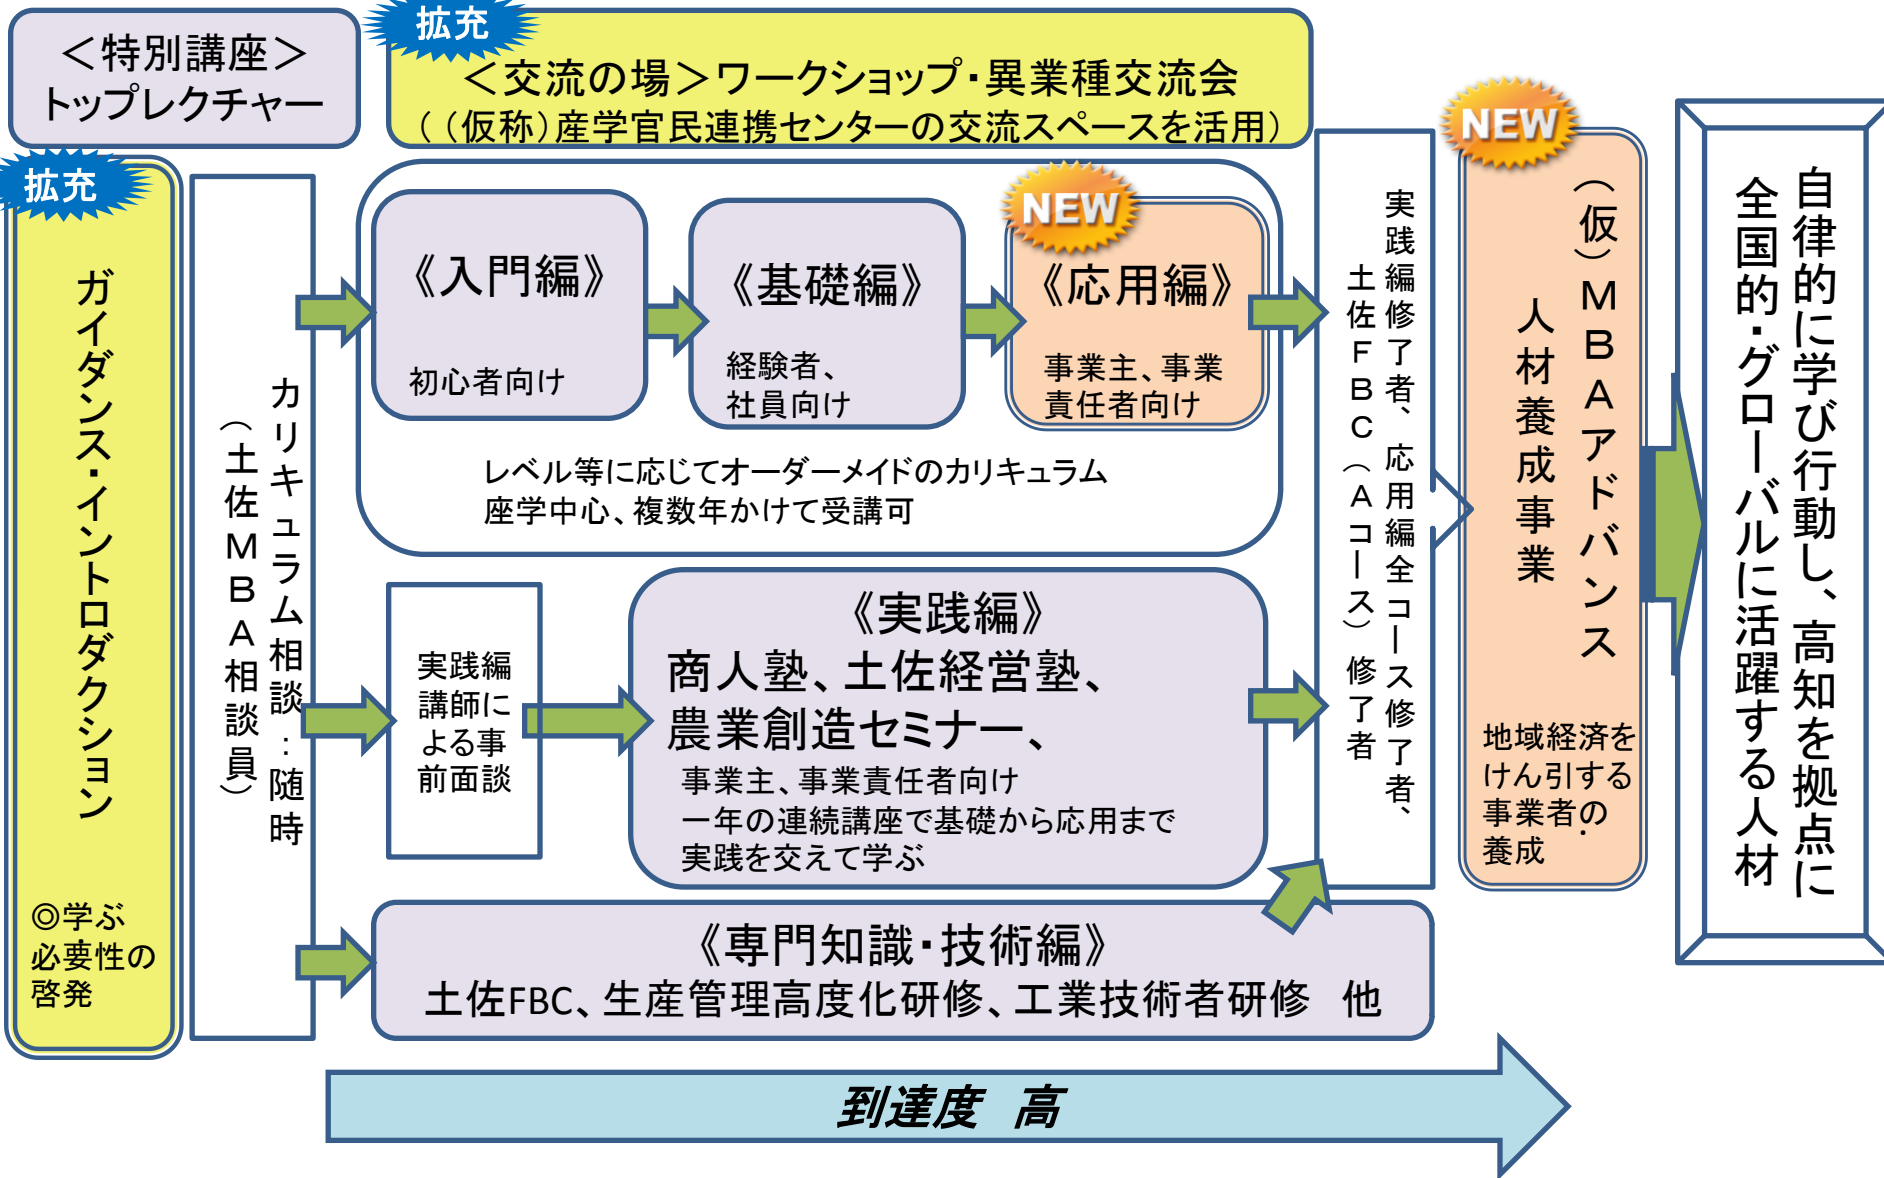 ＜特別講座＞
トップレクチャー
拡充
＜交流の場＞ワークショップ・異業種交流会
（（仮称）産学官民連携センターの交流スペースを活用）
拡充
ガイダンス・イントロダクション
◎学ぶ
必要性の
啓発
カリキュラム相談：随時
（土佐ＭＢＡ相談員）
《入門編》
初心者向け
《基礎編》
経験者、
社員向け
NEW
《応用編》
事業主、事業
責任者向け
レベル等に応じてオーダーメイドのカリキュラム
座学中心、複数年かけて受講可
実践編
講師に
よる事
前面談
《実践編》
商人塾、土佐経営塾、
農業創造セミナー、
事業主、事業責任者向け
一年の連続講座で基礎から応用まで
実践を交えて学ぶ
《専門知識・技術編》
土佐FBC、生産管理高度化研修、工業技術者研修　他
実践編修了者、応用編全コース修了者、
土佐ＦＢＣ（Ａコース）修了者
NEW
（仮）ＭＢＡアドバンス
人材養成事業
地域経済を
けん引する
事業者の
養成
自律的に学び行動し、高知を拠点に
全国的・グローバルに活躍する人材
到達度　高